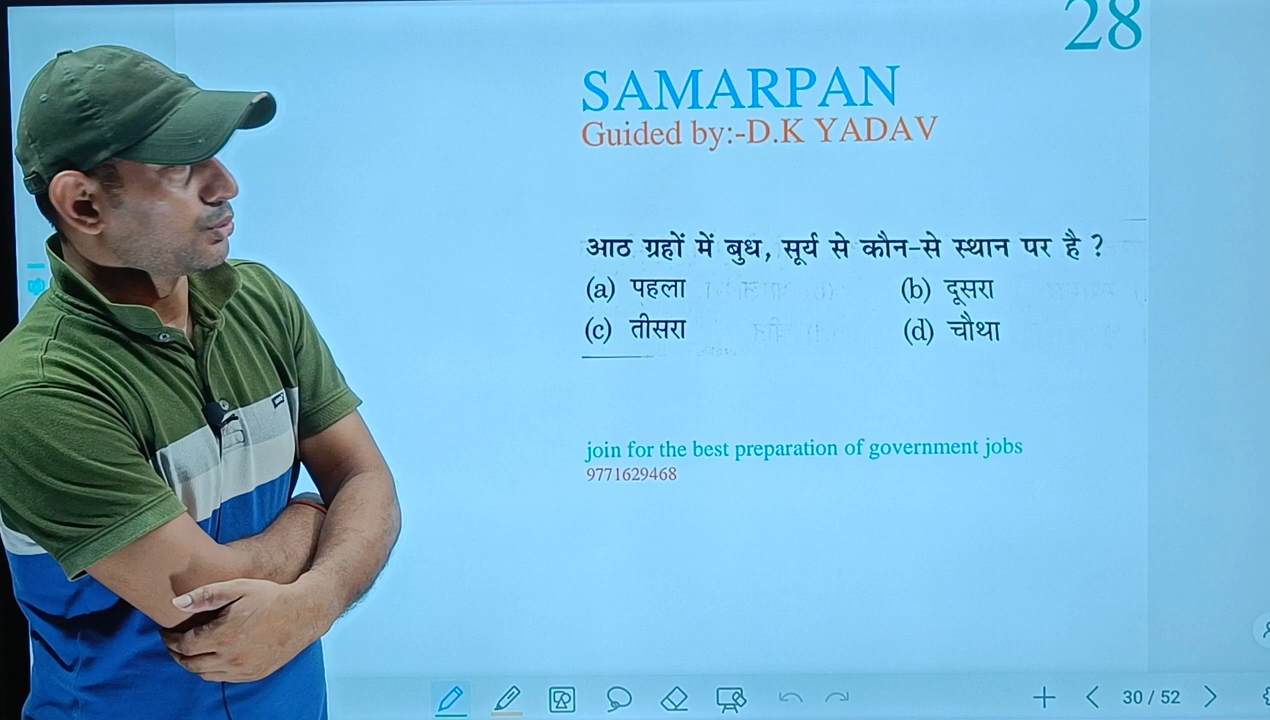 28
SAMARPAN
Guided by:-D.K YADAV
आठ ग्रहों में बुध, सूर्य से कौन-से स्थान पर है ?
(a) पहला (b) दूसरा
(c) तीसरा (d) चौथा
join for the best preparation of government jobs
9771629468
30 / 52